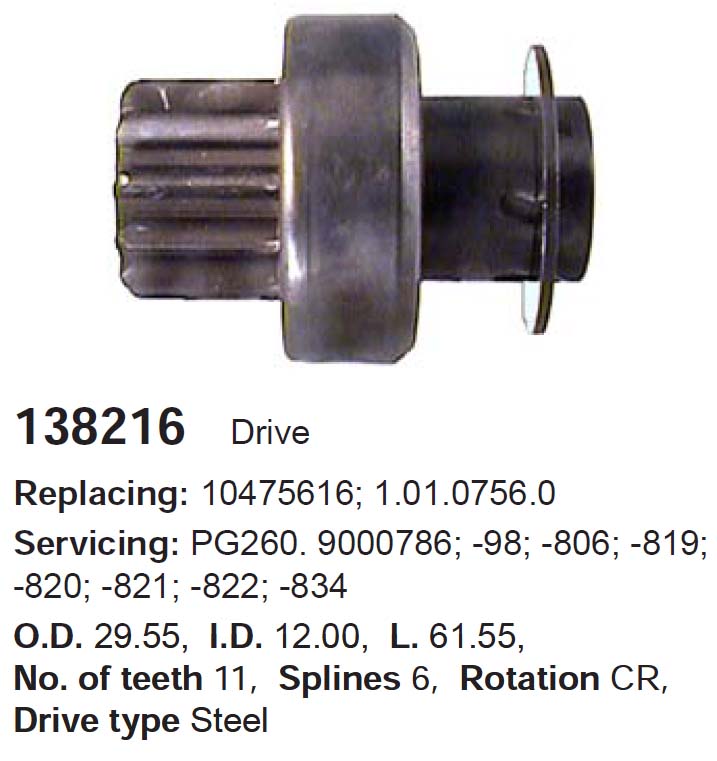 138216 Drive
Replacing: 10475616; 1.01.0756.0
Servicing: PG260. 9000786; -98; -806; -819;
-820; -821; -822; -834
O.D. 29.55, I.D. 12.00, L. 61.55,
No. of teeth 11, Splines 6, Rotation CR,
Drive type Steel